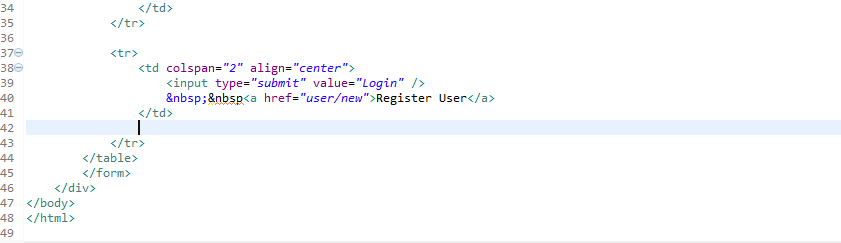 34                </td>
35            </tr>
36
37            <tr>
38                <td colspan="2" align="center">
39                    <input type="submit" value="Login" />
40                    &nbsp;&nbsp<a href="user/new">Register User</a>
41                </td>
42
43            </tr>
44        </table>
45        </form>
46    </div>
47 </body>
48 </html>
49